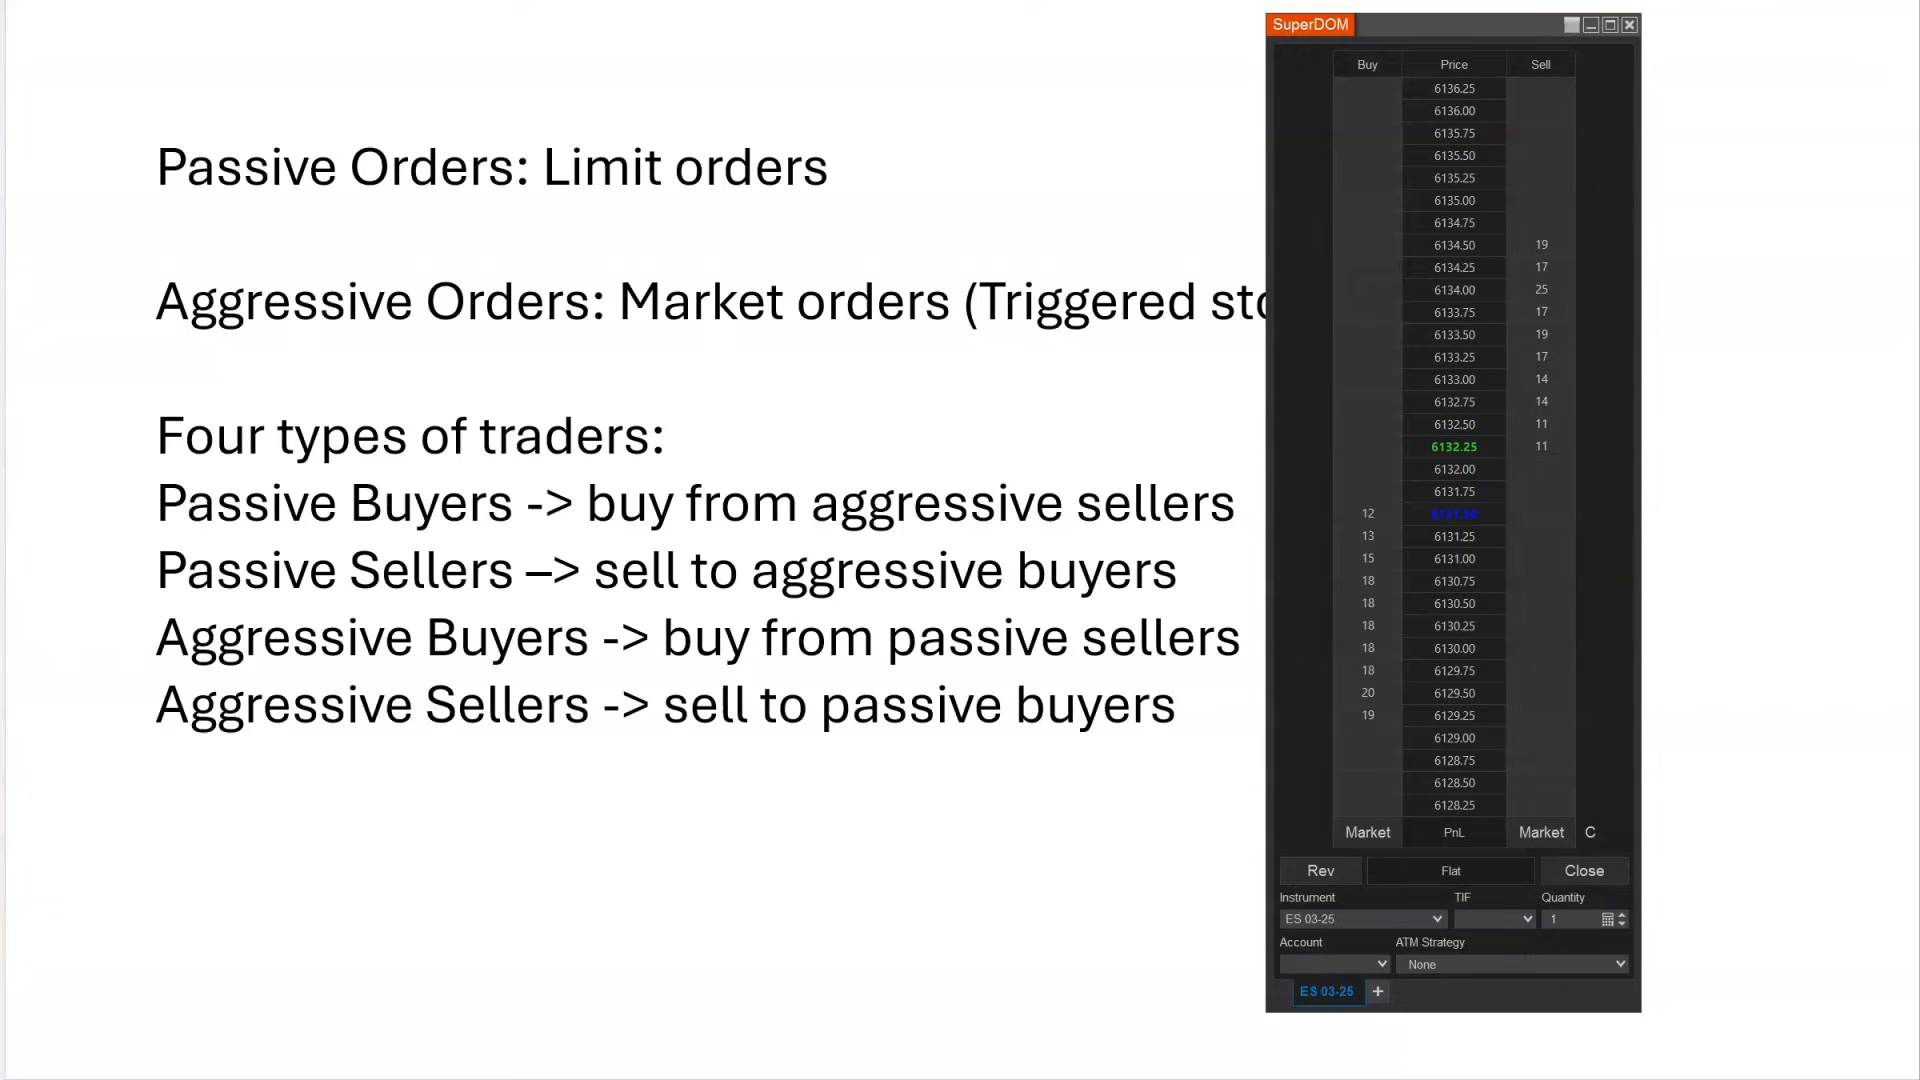 Passive Orders: Limit orders
Aggressive Orders: Market orders (Triggered
Four types of traders:
Passive Buyers -> buy from aggressive sellers
Passive Sellers –> sell to aggressive buyers
Aggressive Buyers -> buy from passive sellers
Aggressive Sellers -> sell to passive buyers
SuperDOM
Buy Price Sell
6136.25
6136.00
6135.75
6135.50
6135.25
6135.00
6134.75
6134.50 19
6134.25 17
6134.00 25
6133.75 17
6133.50 19
6133.25 17
6133.00 14
6132.75 14
6132.50 11
6132.25 11
6132.00
6131.75
12 6131.50
13 6131.25
15 6131.00
18 6130.75
18 6130.50
18 6130.25
18 6130.00
18 6129.75
20 6129.50
19 6129.25
6129.00
6128.75
6128.50
6128.25
Market PnL Market C
Rev Flat Close
Instrument TIF Quantity
ES 03-25 1
Account ATM Strategy
None
ES 03-25 +